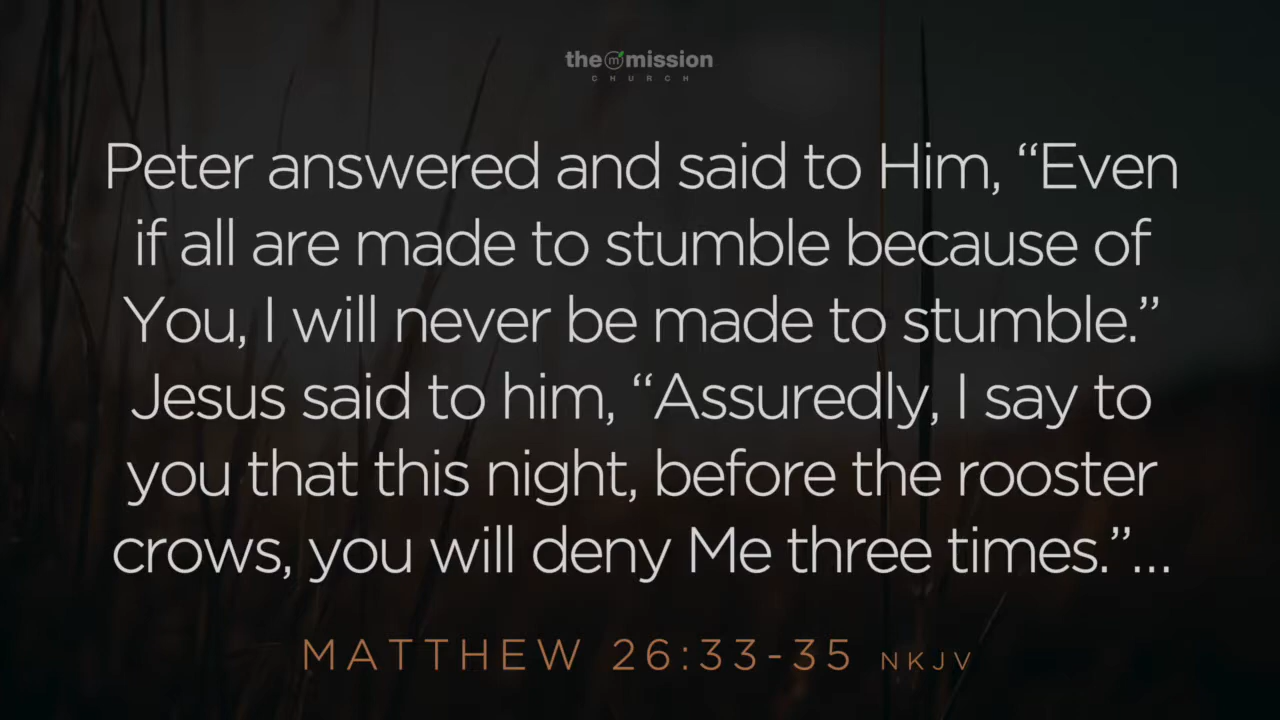 the m mission
CHURCH
Peter answered and said to Him, “Even
if all are made to stumble because of
You, I will never be made to stumble.”
Jesus said to him, “Assuredly, I say to
you that this night, before the rooster
crows, you will deny Me three times.”...
MATTHEW 26:33-35 NKJV